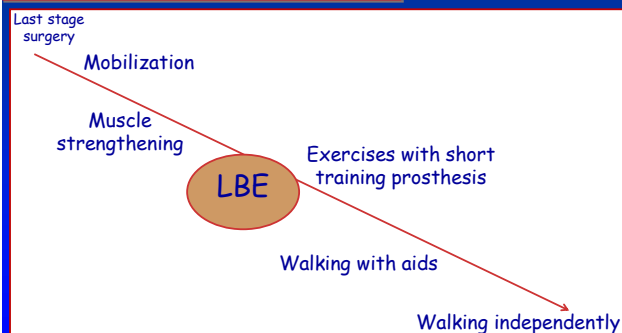 Last stage
surgery
Mobilization
Muscle
strengthening
LBE
Exercises with short
training prosthesis
Walking with aids
Walking independently